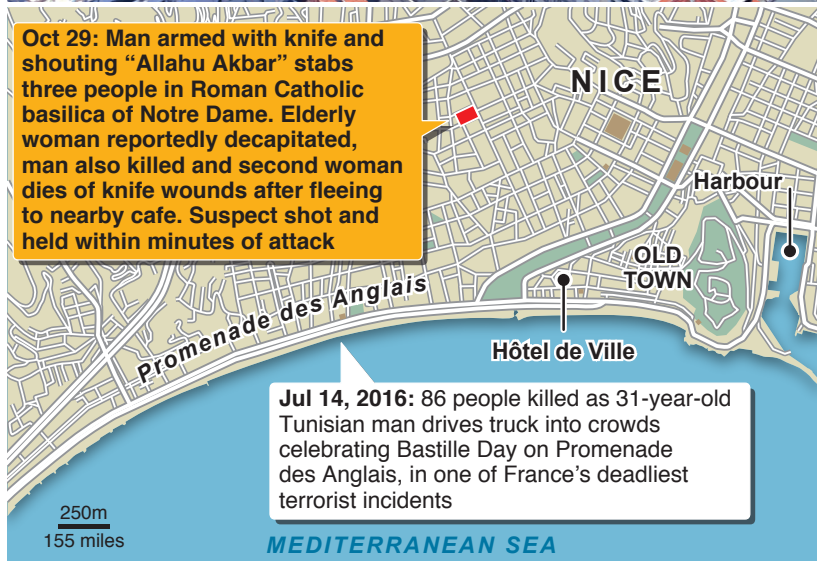 Oct 29: Man armed with knife and
shouting “Allahu Akbar” stabs
three people in Roman Catholic
basilica of Notre Dame. Elderly
woman reportedly decapitated,
man also killed and second woman
dies of knife wounds after fleeing
to nearby cafe. Suspect shot and
held within minutes of attack
NICE
Harbour
OLD
TOWN
Promenade des Anglais
Hôtel de Ville
Jul 14, 2016: 86 people killed as 31-year-old
Tunisian man drives truck into crowds
celebrating Bastille Day on Promenade
des Anglais, in one of France’s deadliest
terrorist incidents
250m
155 miles
MEDITERRANEAN SEA